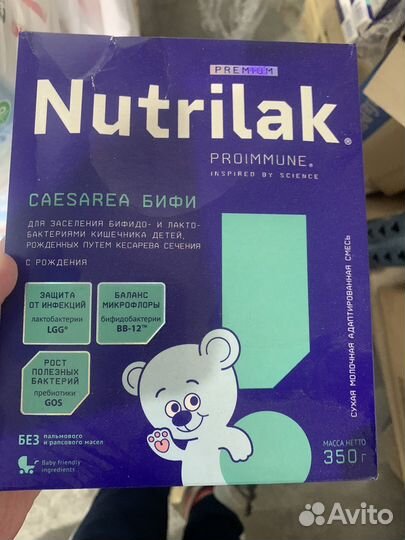 PREMIUM
Nutrilak®
PROIMMUNE®
INSPIRED BY SCIENCE
CAESAREA БИФИ
ДЛЯ ЗАСЕЛЕНИЯ БИФИДО- И ЛАКТО-
БАКТЕРИЯМИ КИШЕЧНИКА ДЕТЕЙ,
РОЖДЕННЫХ ПУТЕМ КЕСАРЕВА СЕЧЕНИЯ
С РОЖДЕНИЯ
ЗАЩИТА
ОТ ИНФЕКЦИЙ
лактобактерии
LGG®
БАЛАНС
МИКРОФЛОРЫ
бифидобактерии
BB-12™
РОСТ
ПОЛЕЗНЫХ
БАКТЕРИЙ
пребиотики
GOS
СУХАЯ МОЛОЧНАЯ АДАПТИРОВАННАЯ СМЕСЬ
БЕЗ пальмового
и рапсового масел
Baby friendly
ingredients
МАССА НЕТТО
350 г
Avito